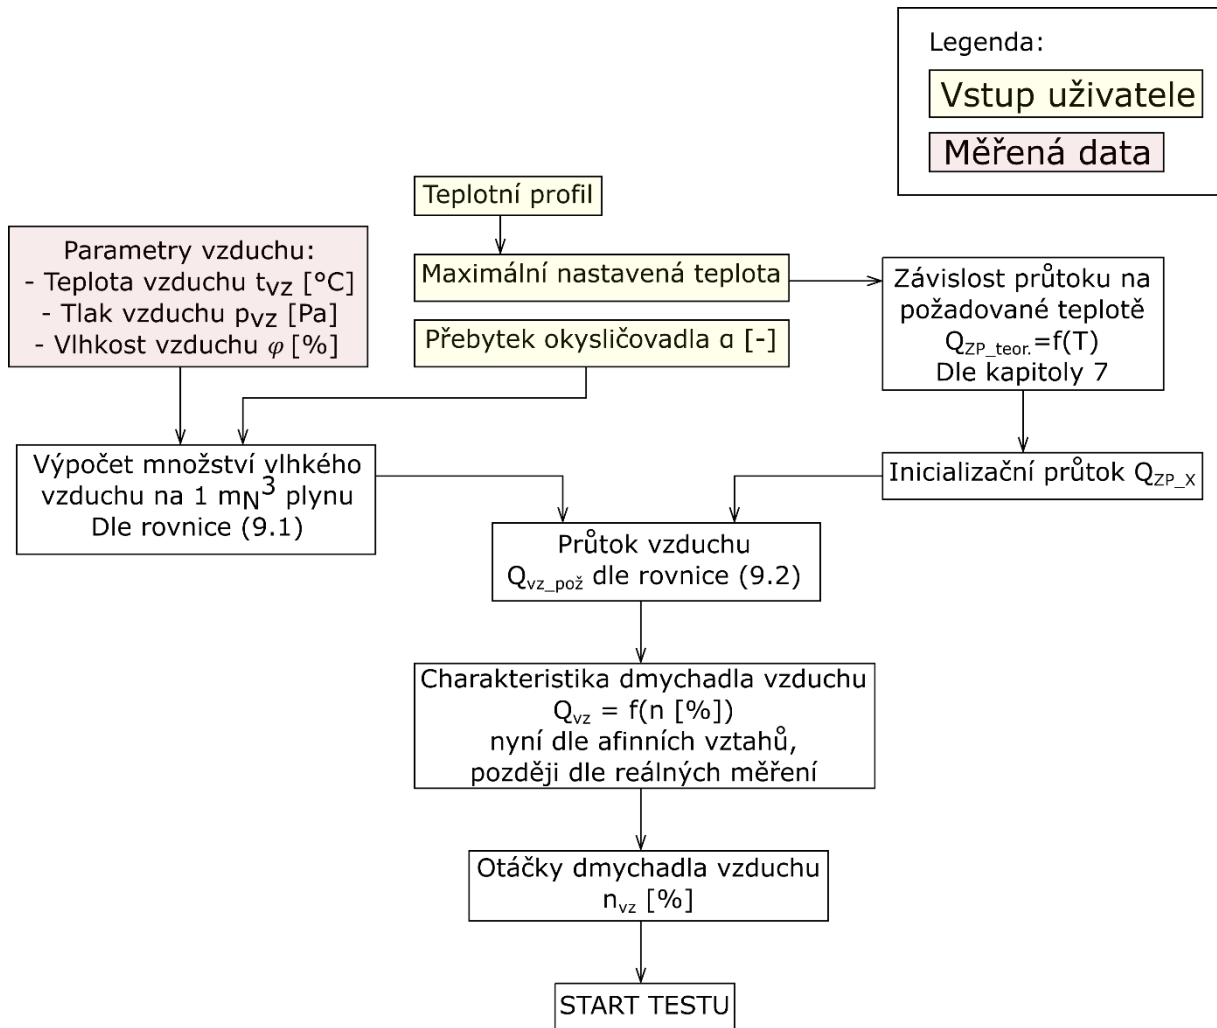 Legenda:
Vstup uživatele
Měřená data
Teplotní profil
Parametry vzduchu:
- Teplota vzduchu tvz [°C]
- Tlak vzduchu pvz [Pa]
- Vlhkost vzduchu φ [%]
Maximální nastavená teplota
Přebytek okysličovadla α [-]
Závislost průtoku na
požadované teplotě
QZP_teor.=f(T)
Dle kapitoly 7
Výpočet množství vlhkého
vzduchu na 1 mN3 plynu
Dle rovnice (9.1)
Inicializační průtok QZP_X
Průtok vzduchu
Qvz_pož dle rovnice (9.2)
Charakteristika dmychadla vzduchu
Qvz = f(n [%])
nyní dle afinních vztahů,
později dle reálných měření
Otáčky dmychadla vzduchu
nvz [%]
START TESTU